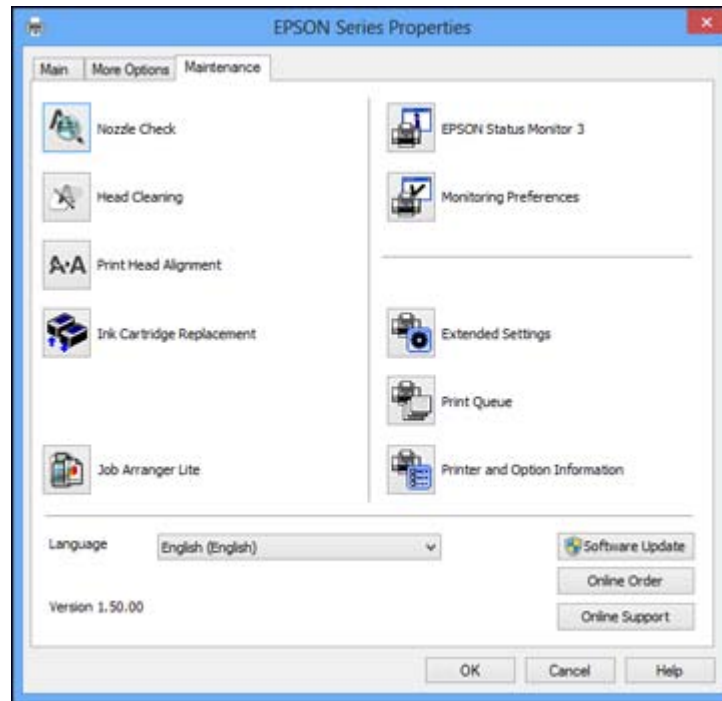 EPSON Series Properties
Main
More Options
Maintenance
Nozzle Check
Head Cleaning
A·A Print Head Alignment
Ink Cartridge Replacement
Job Arranger Lite
EPSON Status Monitor 3
Monitoring Preferences
Extended Settings
Print Queue
Printer and Option Information
Language
English (English)
Version 1.50.00
Software Update
Online Order
Online Support
OK
Cancel
Help